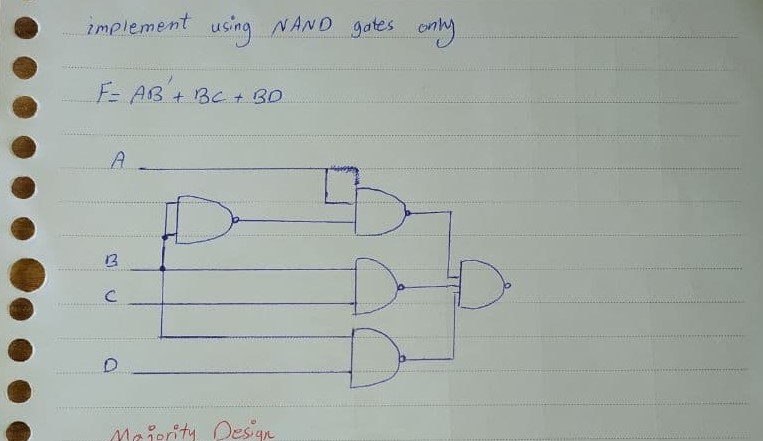 implement using NAND gates only
F = AB' + BC + BD
A
B
C
D
Majority Design